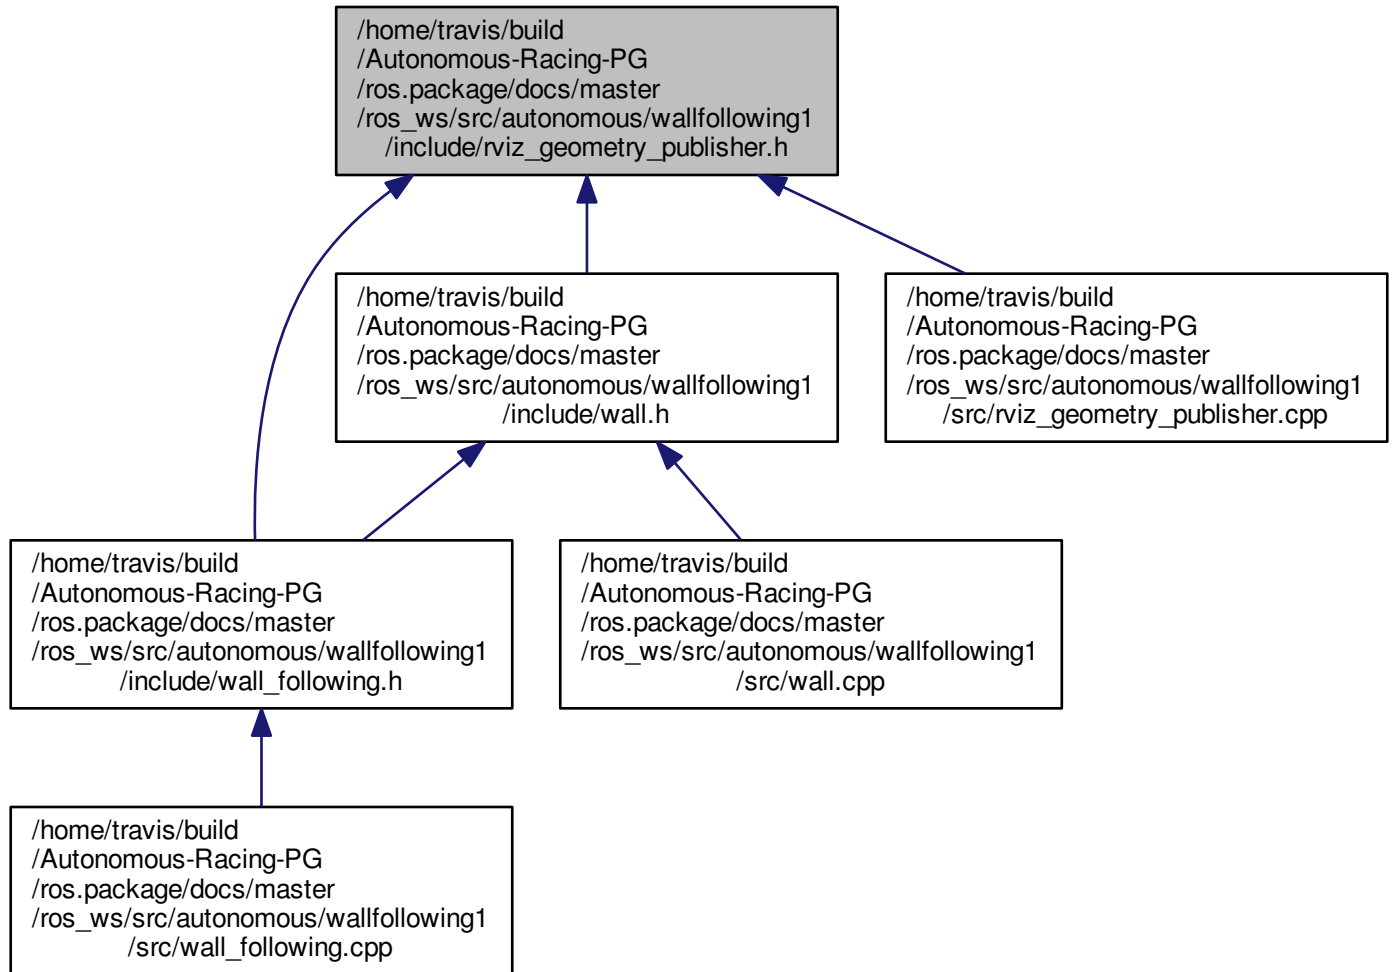 /home/travis/build
/Autonomous-Racing-PG
/ros.package/docs/master
/ros_ws/src/autonomous/wallfollowing1
/include/rviz_geometry_publisher.h
/home/travis/build
/Autonomous-Racing-PG
/ros.package/docs/master
/ros_ws/src/autonomous/wallfollowing1
/include/wall.h
/home/travis/build
/Autonomous-Racing-PG
/ros.package/docs/master
/ros_ws/src/autonomous/wallfollowing1
/src/rviz_geometry_publisher.cpp
/home/travis/build
/Autonomous-Racing-PG
/ros.package/docs/master
/ros_ws/src/autonomous/wallfollowing1
/include/wall_following.h
/home/travis/build
/Autonomous-Racing-PG
/ros.package/docs/master
/ros_ws/src/autonomous/wallfollowing1
/src/wall.cpp
/home/travis/build
/Autonomous-Racing-PG
/ros.package/docs/master
/ros_ws/src/autonomous/wallfollowing1
/src/wall_following.cpp